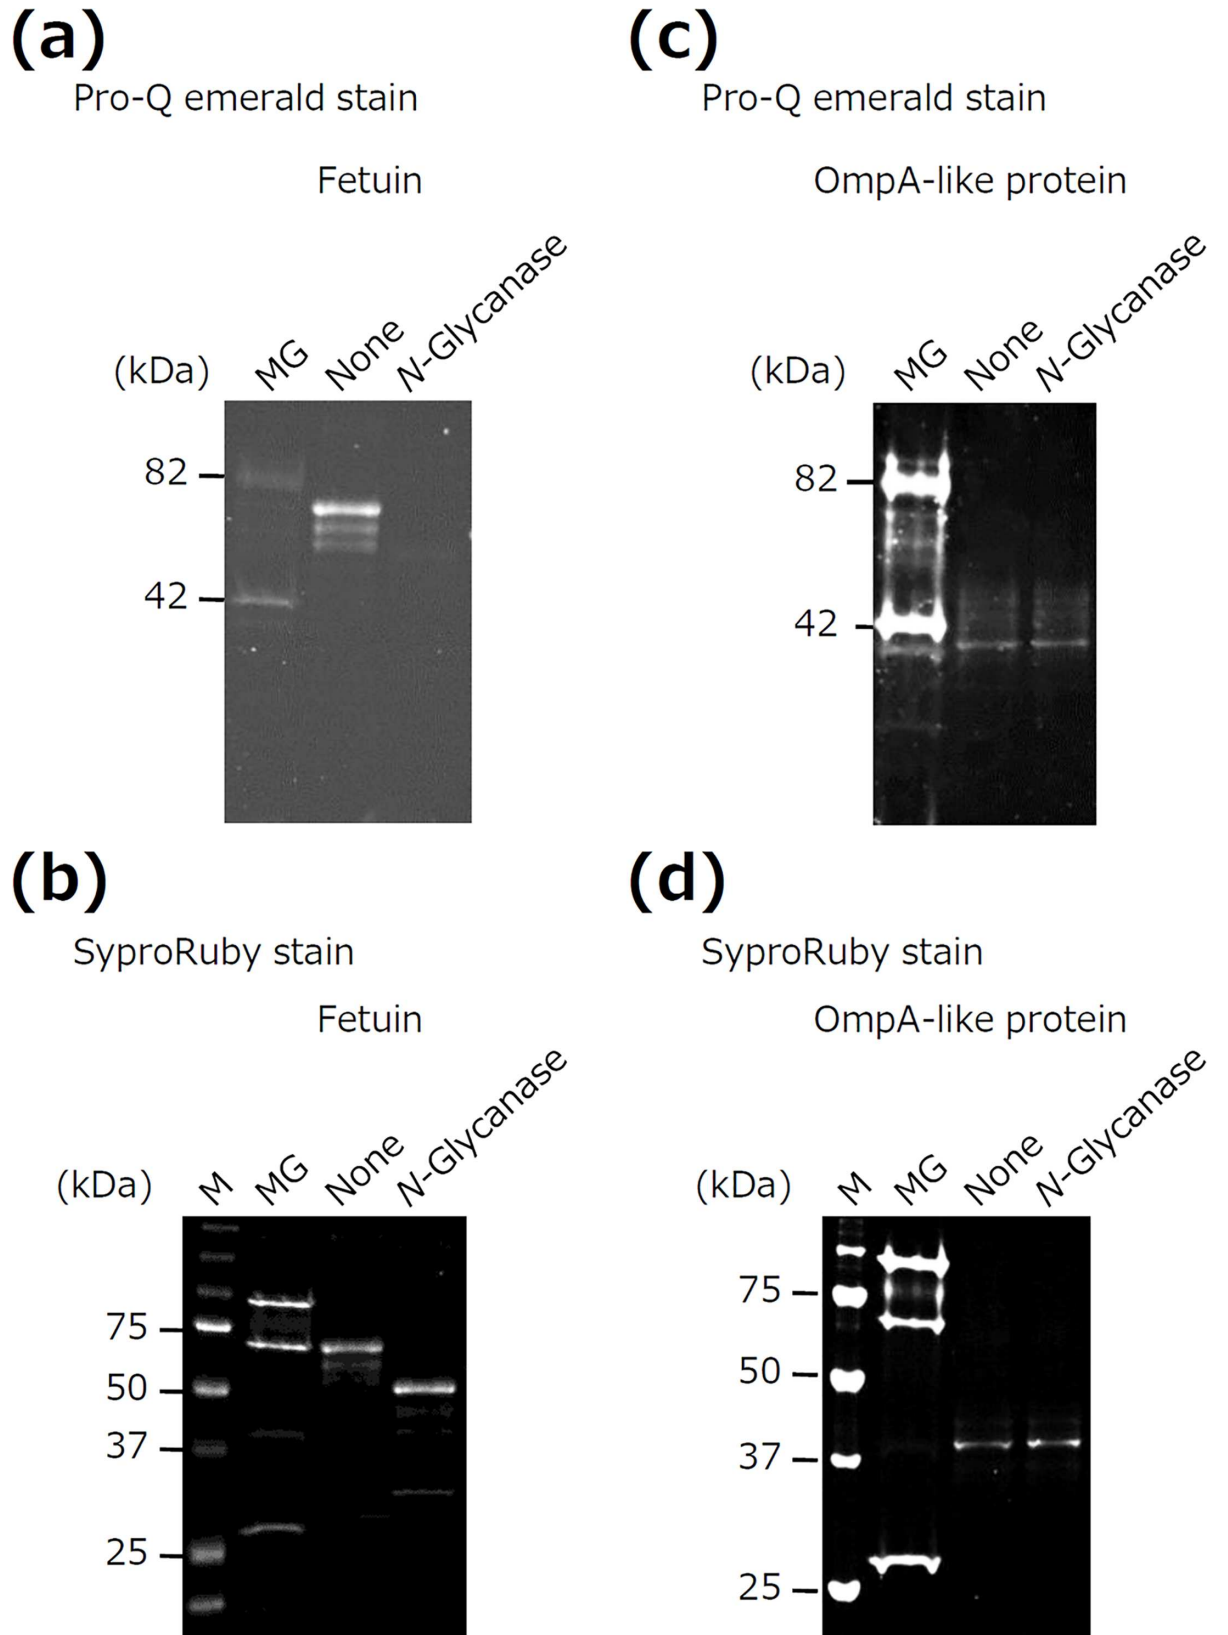 (a)
Pro-Q emerald stain
Fetuin
(kDa) MG None N-Glycanase
82
42
(b)
SyproRuby stain
Fetuin
(kDa) M MG None N-Glycanase
75
50
37
25
(c)
Pro-Q emerald stain
OmpA-like protein
(kDa) MG None N-Glycanase
82
42
(d)
SyproRuby stain
OmpA-like protein
(kDa) M MG None N-Glycanase
75
50
37
25